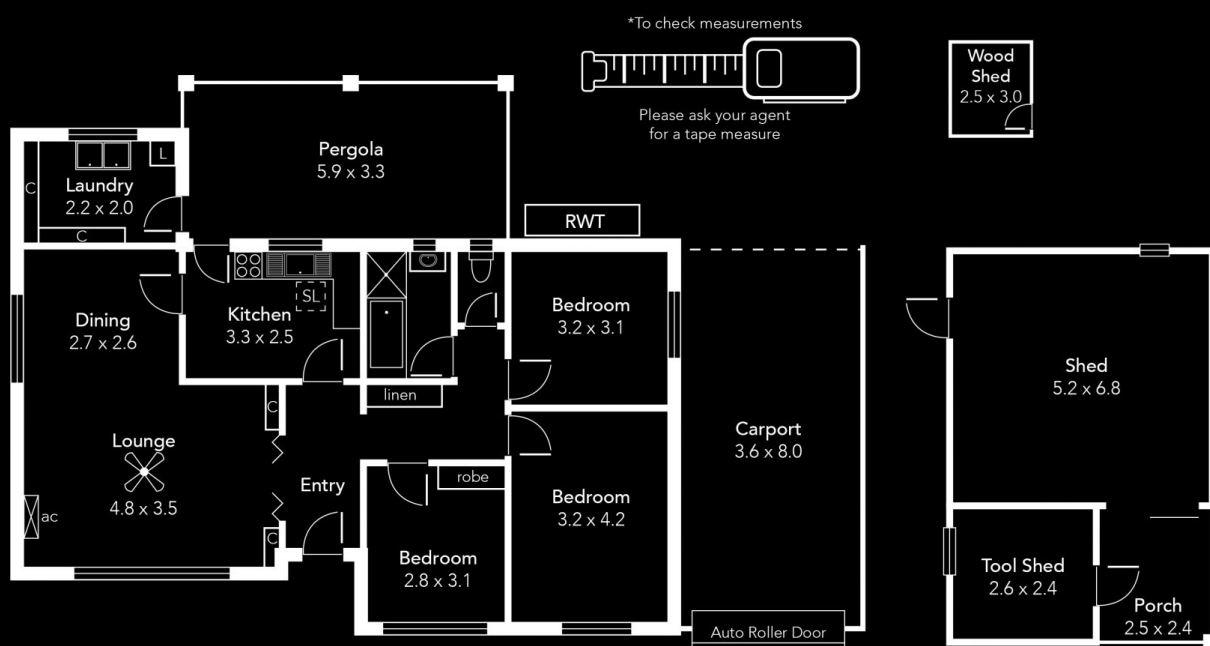 *To check measurements
Please ask your agent
for a tape measure
Wood
Shed
2.5 x 3.0
Pergola
5.9 x 3.3
L
C
Laundry
2.2 x 2.0
C
RWT
Dining
2.7 x 2.6
SL
Kitchen
3.3 x 2.5
Bedroom
3.2 x 3.1
Shed
5.2 x 6.8
linen
C
Lounge
4.8 x 3.5
ac
Entry
C
robe
Bedroom
2.8 x 3.1
Bedroom
3.2 x 4.2
Carport
3.6 x 8.0
Auto Roller Door
Tool Shed
2.6 x 2.4
Porch
2.5 x 2.4